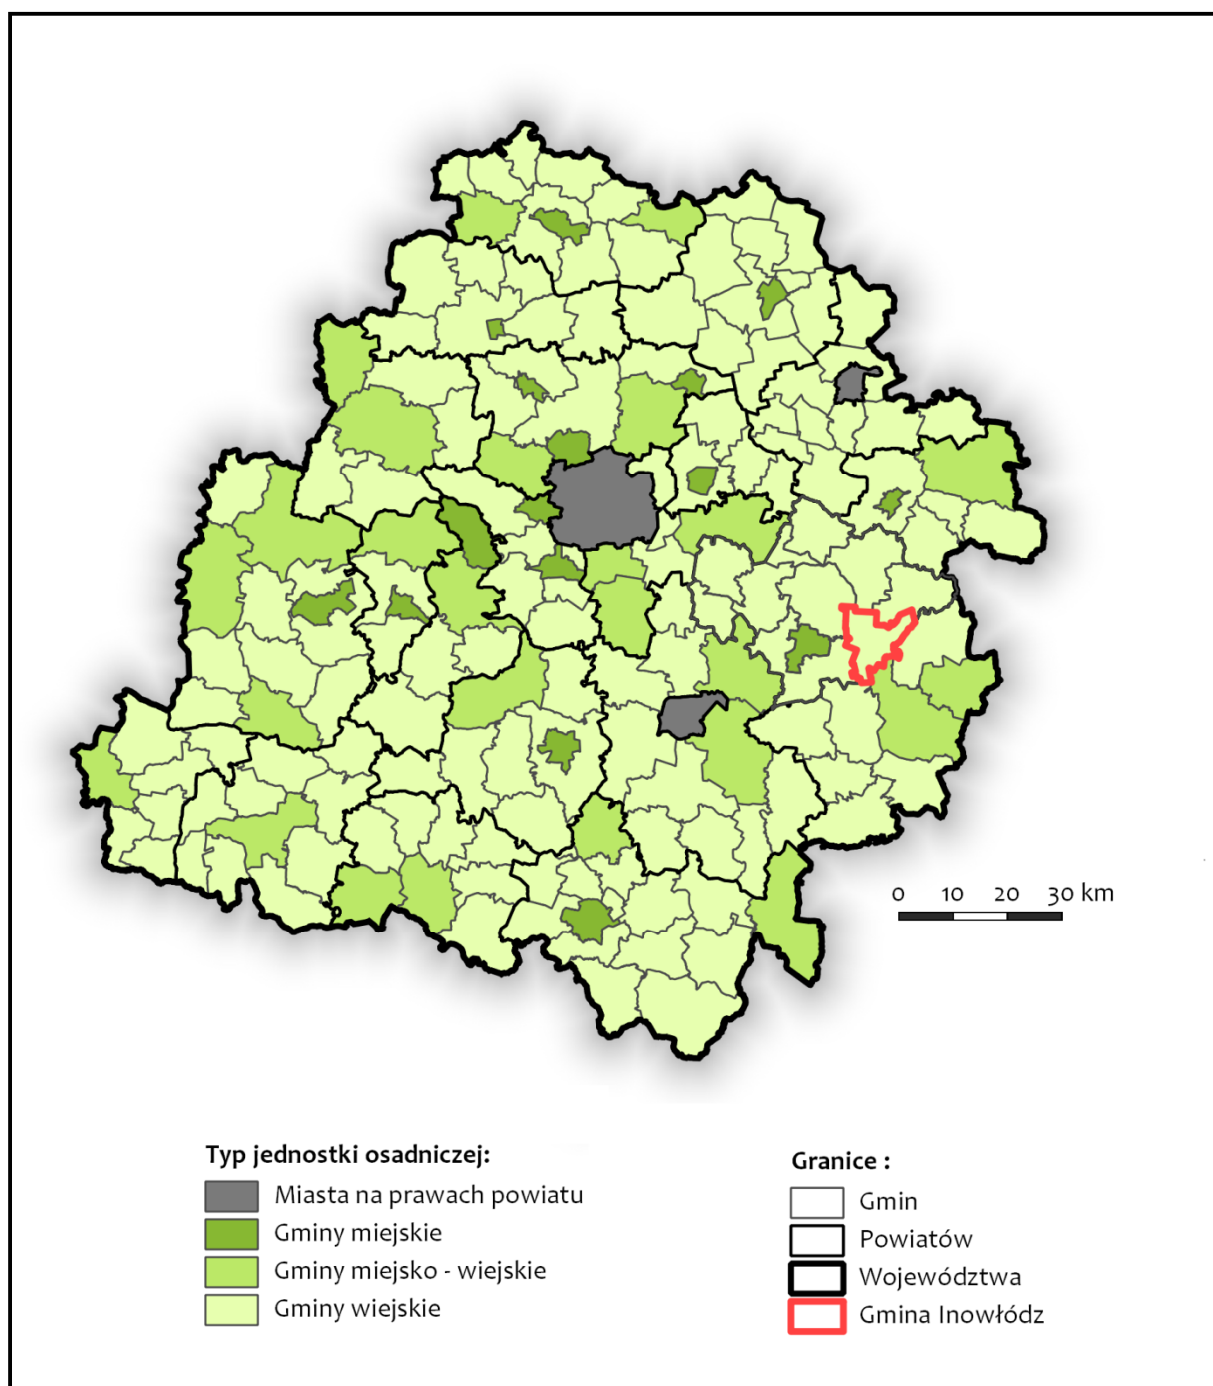 0 10 20 30 km
Typ jednostki osadniczej:
Miasta na prawach powiatu
Gminy miejskie
Gminy miejsko - wiejskie
Gminy wiejskie
Granice :
Gmin
Powiatów
Województwa
Gmina Inowłódz